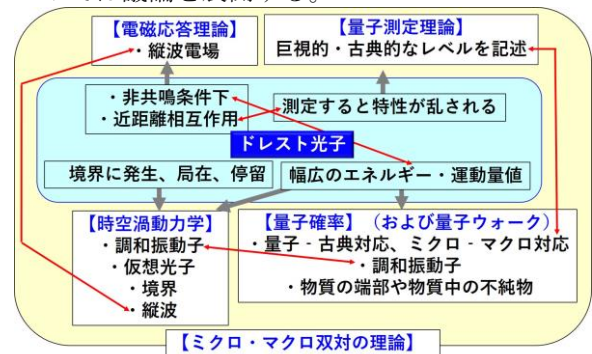 【電磁応答理論】
・縦波電場
【量子測定理論】
巨視的・古典的なレベルを記述
・非共鳴条件下
・近距離相互作用
測定すると特性が乱される
ドレスト光子
境界に発生、局在、停留
幅広のエネルギー・運動量値
【時空渦動力学】
・調和振動子
・仮想光子
・境界
・縦波
【量子確率】（および量子ウォーク）
・量子‐古典対応、ミクロ‐マクロ対応
・調和振動子
・物質の端部や物質中の不純物
【ミクロ・マクロ双対の理論】